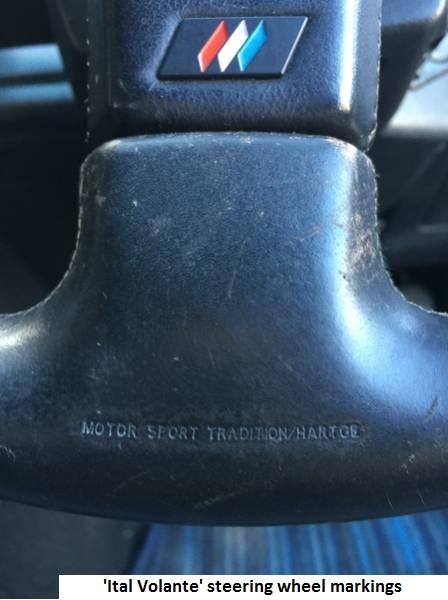 MOTOR SPORT TRADITION/HARTGE
'Ital Volante' steering wheel markings